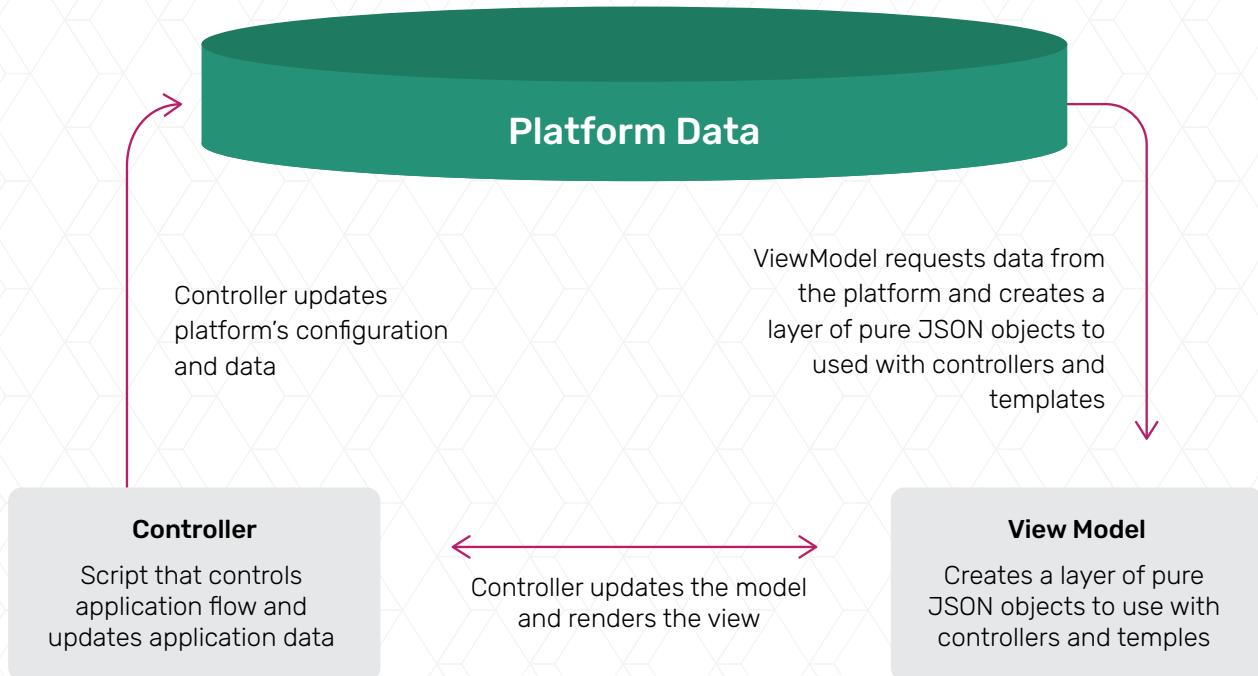 Platform Data
Controller updates
platform's configuration
and data
ViewModel requests data from
the platform and creates a
layer of pure JSON objects to
used with controllers and
templates
Controller
Script that controls
application flow and
updates application data
Controller updates the model
and renders the view
View Model
Creates a layer of pure
JSON objects to use with
controllers and temples